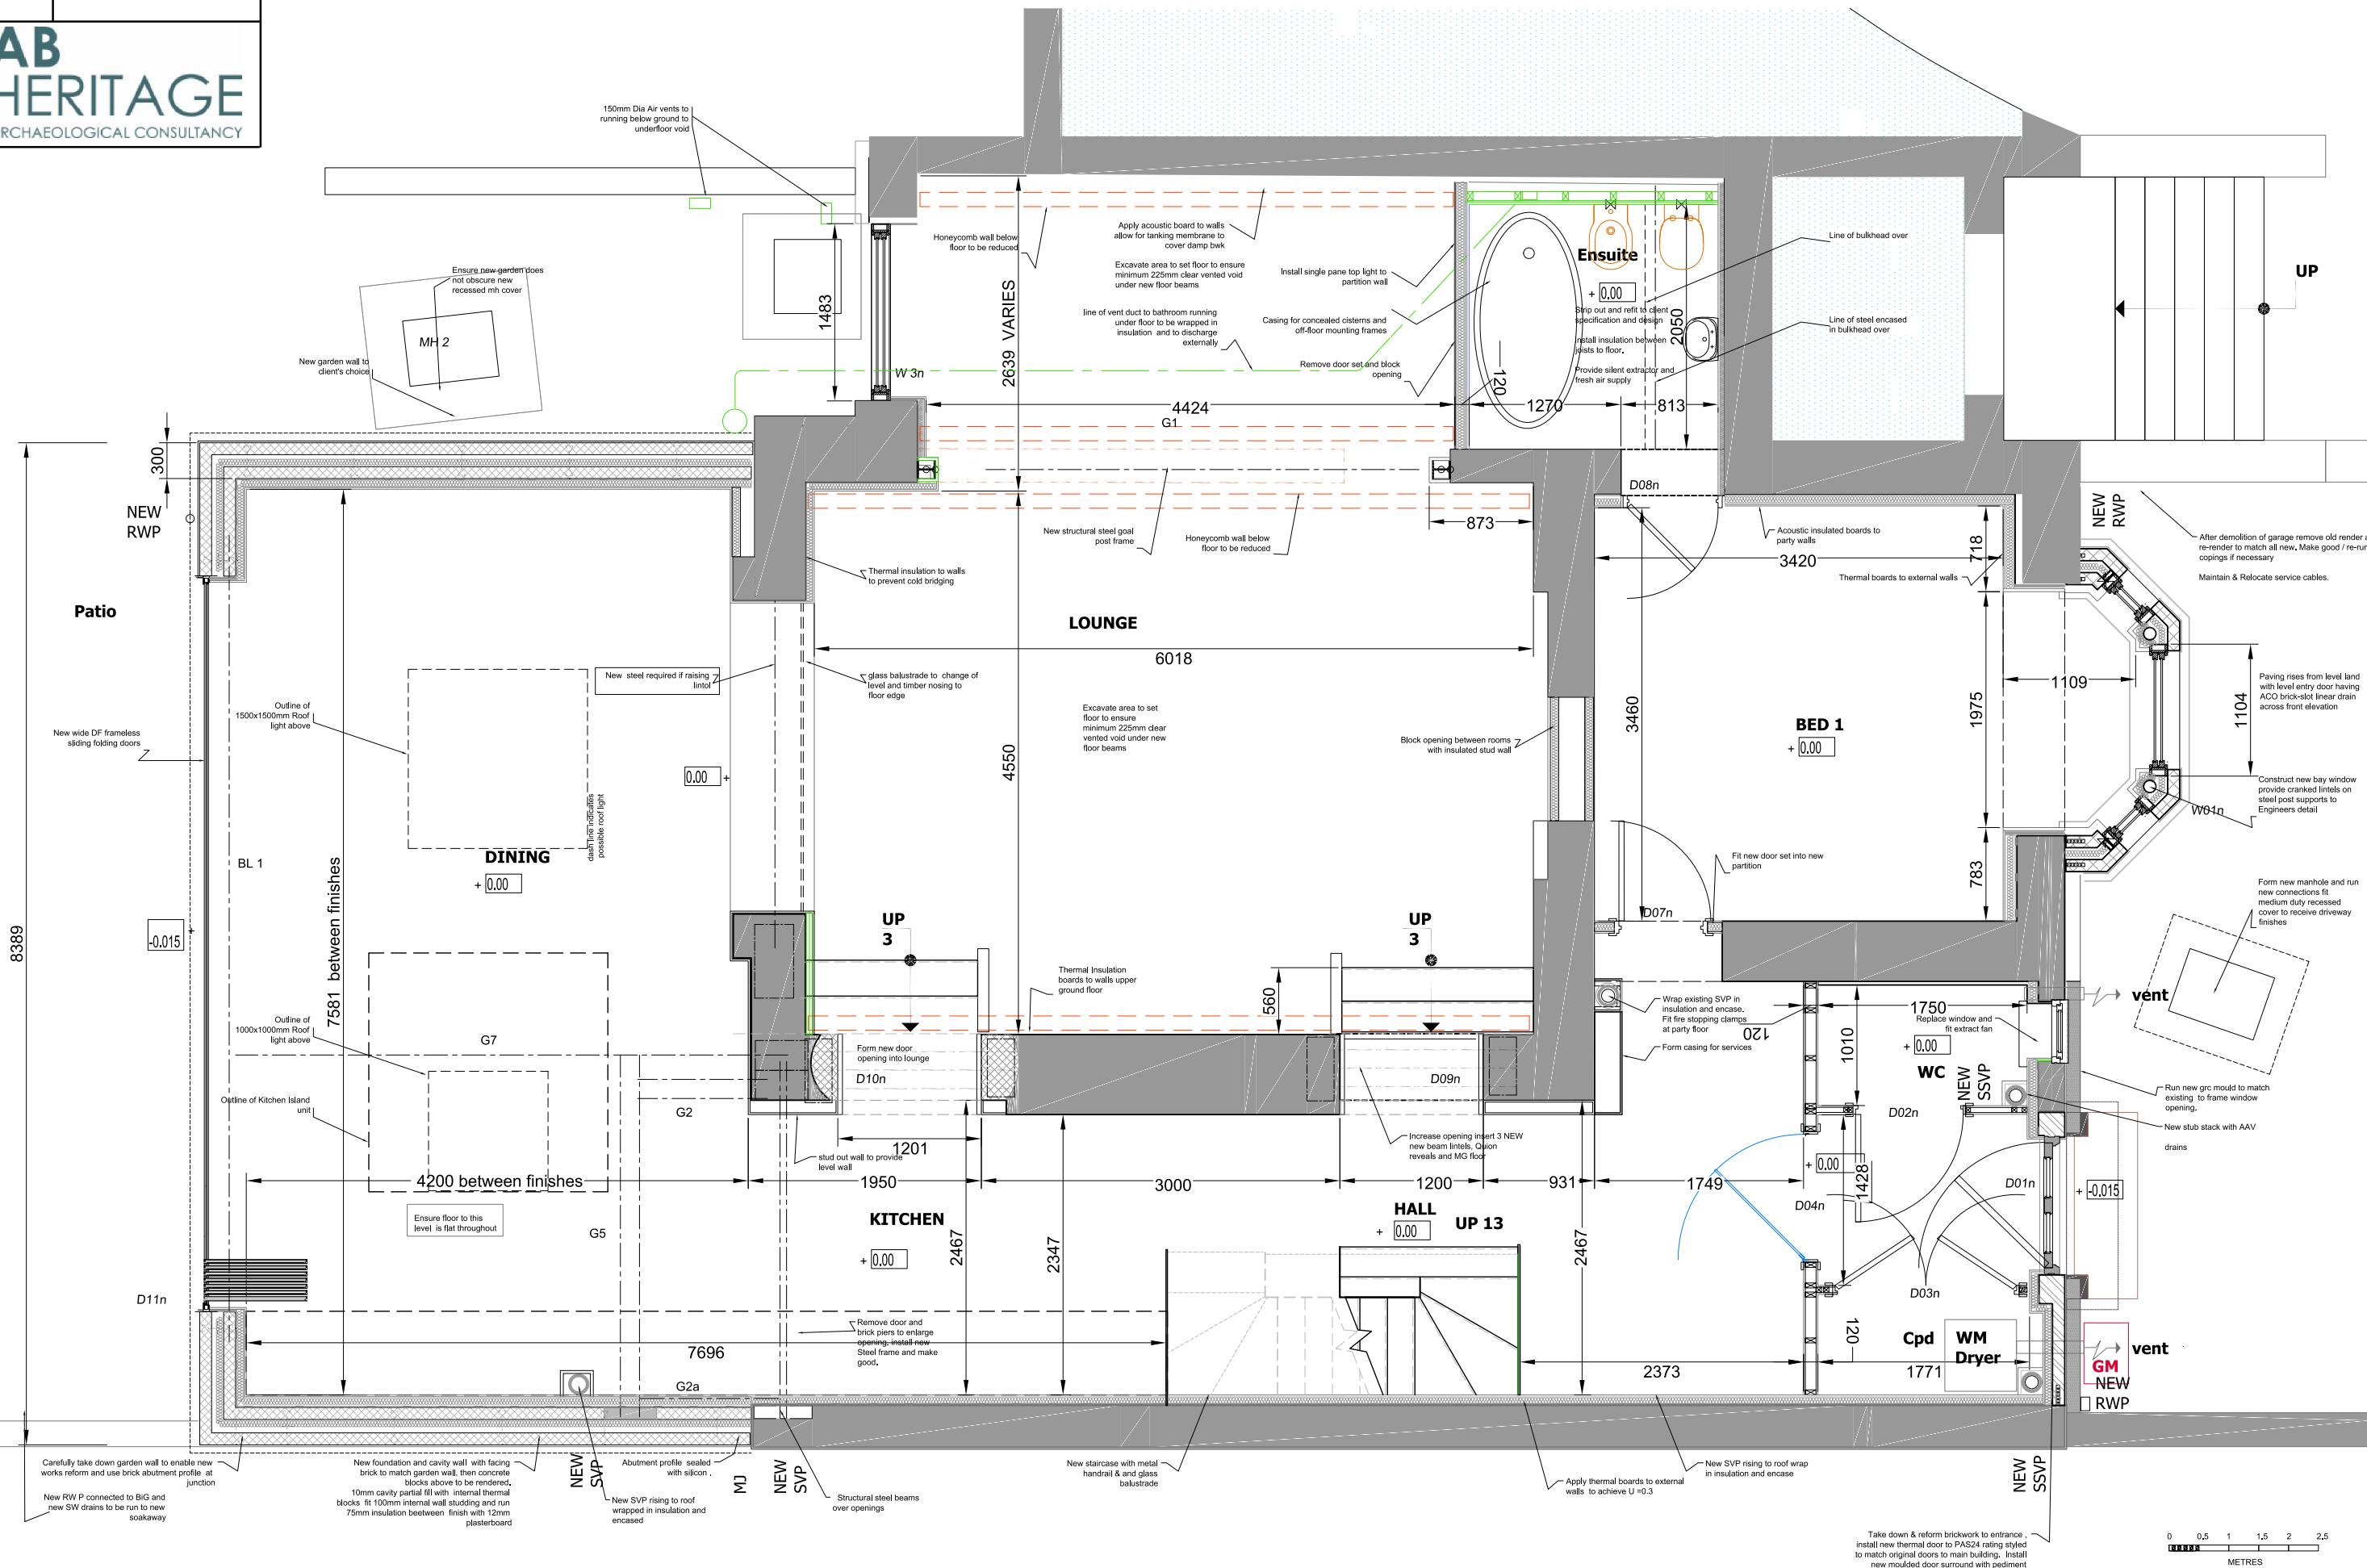 AB
HERITAGE
RCHAEOLOGICAL CONSULTANCY
150mm Dia Air vents to
running below ground to
underfloor void
Ensure new garden does
not obscure new
recessed mh cover
MH 2
New garden wall to
client's choice
1483
W 3n
Honeycomb wall below
floor to be reduced
2639 VARIES
Apply acoustic board to walls
allow for tanking membrane to
cover damp bwk
Excavate area to set floor to ensure
minimum 225mm clear vented void
under new floor beams
line of vent duct to bathroom running
under floor to be wrapped in
insulation and to discharge
externally
Install single pane top light to
partition wall
Casing for concealed cisterns and
off-floor mounting frames
Remove door set and block
opening
4424
G1
120
1270
813
2050
Ensuite
+ 0.00
Strip out and refit to client
specification and design
Install insulation between
joists to floor.
Provide silent extractor and
fresh air supply
Line of bulkhead over
Line of steel encased
in bulkhead over
UP
300
NEW
RWP
Patio
New wide DF frameless
sliding folding doors
8389
-0.015
+
BL 1
7581 between finishes
Outline of
1500x1500mm Roof
light above
dash line indicates
possible roof light
DINING
+ 0.00
Outline of
1000x1000mm Roof
light above
G7
Outline of Kitchen Island
unit
G2
4200 between finishes
Ensure floor to this
level is flat throughout
G5
D11n
7696
G2a
New steel required if raising
lintol
0.00 +
Thermal insulation to walls
to prevent cold bridging
glass balustrade to change of
level and timber nosing to
floor edge
New structural steel goal
post frame
Honeycomb wall below
floor to be reduced
873
LOUNGE
6018
4550
Excavate area to set
floor to ensure
minimum 225mm clear
vented void under new
floor beams
Block opening between rooms
with insulated stud wall
UP
3
UP
3
Thermal Insulation
boards to walls upper
ground floor
560
Form new door
opening into lounge
D10n
D09n
1201
stud out wall to provide
level wall
1950
3000
1200
931
1749
Increase opening insert 3 NEW
new beam lintels, Quion
reveals and MG floor
KITCHEN
+ 0.00
2467
2347
HALL
+ 0.00
UP 13
2467
Remove door and
brick piers to enlarge
opening, install new
Steel frame and make
good.
2373
D08n
Acoustic insulated boards to
party walls
3420
718
Thermal boards to external walls
3460
BED 1
+ 0.00
1975
1109
1104
783
Fit new door set into new
partition
D07n
NEW
RWP
After demolition of garage remove old render a
re-render to match all new. Make good / re-run
copings if necessary
Maintain & Relocate service cables.
Paving rises from level land
with level entry door having
ACO brick-slot linear drain
across front elevation
Construct new bay window
provide cranked lintels on
steel post supports to
Engineers detail
W01n
Form new manhole and run
new connections fit
medium duty recessed
cover to receive driveway
finishes
Wrap existing SVP in
insulation and encase.
Fit fire stopping clamps
at party floor
Form casing for services
120
1010
1750
Replace window and
fit extract fan
+ 0.00
WC
NEW
SSVP
D02n
vent
Run new grc mould to match
existing to frame window
opening.
New stub stack with AAV
drains
+ 0.00
1428
D04n
D01n
+ -0.015
D03n
120
Cpd
WM
Dryer
1771
vent
GM
NEW
RWP
Carefully take down garden wall to enable new
works reform and use brick abutment profile at
junction
New RW P connected to BiG and
new SW drains to be run to new
soakaway
New foundation and cavity wall with facing
brick to match garden wall, then concrete
blocks above to be rendered.
10mm cavity partial fill with internal thermal
blocks fit 100mm internal wall studding and run
75mm insulation beetween finish with 12mm
plasterboard
NEW
SVP
New SVP rising to roof
wrapped in insulation and
encased
Abutment profile sealed
with silicon .
MJ
NEW
SVP
Structural steel beams
over openings
New staircase with metal
handrail & and glass
balustrade
Apply thermal boards to external
walls to achieve U =0.3
New SVP rising to roof wrap
in insulation and encase
NEW
SSVP
Take down & reform brickwork to entrance .
install new thermal door to PAS24 rating styled
to match original doors to main building. Install
new moulded door surround with pediment
0 0.5 1 1.5 2 2.5
METRES